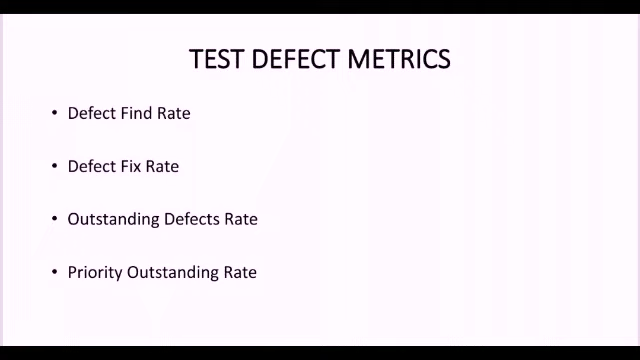 TEST DEFECT METRICS
• Defect Find Rate
• Defect Fix Rate
• Outstanding Defects Rate
• Priority Outstanding Rate